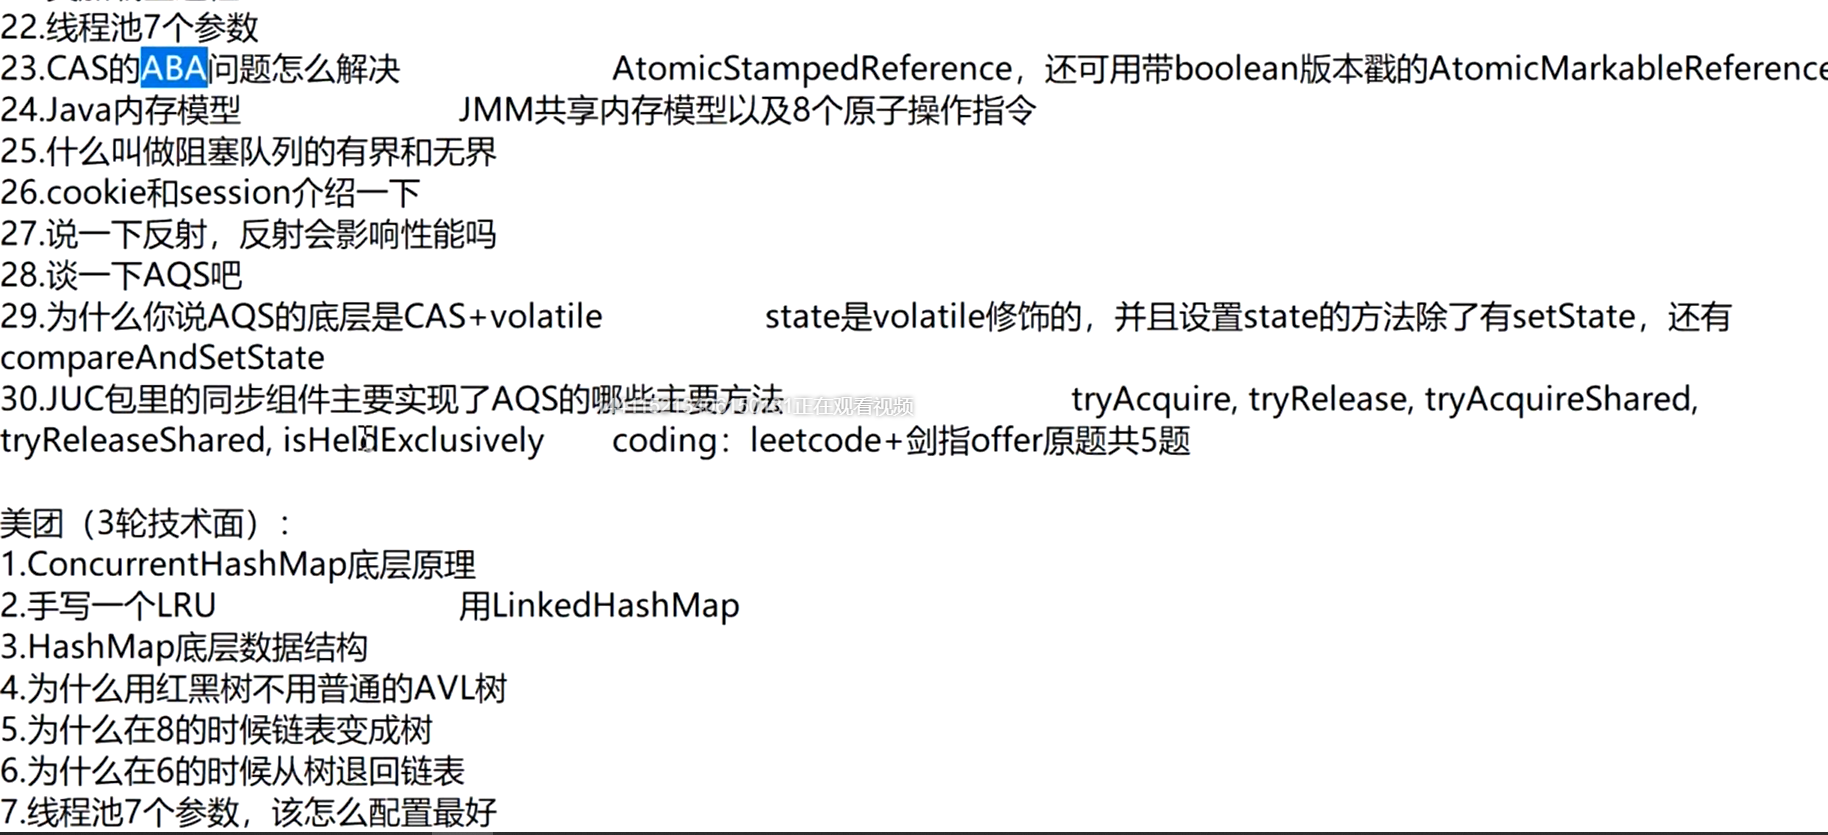 22.线程池7个参数
23.CAS的ABA问题怎么解决 AtomicStampedReference，还可用带boolean版本戳的AtomicMarkableReference
24.Java内存模型 JMM共享内存模型以及8个原子操作指令
25.什么叫做阻塞队列的有界和无界
26.cookie和session介绍一下
27.说一下反射，反射会影响性能吗
28.谈一下AQS吧
29.为什么你说AQS的底层是CAS+volatile state是volatile修饰的，并且设置state的方法除了有setState，还有
compareAndSetState
30.JUC包里的同步组件主要实现了AQS的哪些主要方法 tryAcquire, tryRelease, tryAcquireShared,
正在观看视频
tryReleaseShared, isHeldExclusively coding：leetcode+剑指offer原题共5题
美团（3轮技术面）：
1.ConcurrentHashMap底层原理
2.手写一个LRU 用LinkedHashMap
3.HashMap底层数据结构
4.为什么用红黑树不用普通的AVL树
5.为什么在8的时候链表变成树
6.为什么在6的时候从树退回链表
7.线程池7个参数，该怎么配置最好